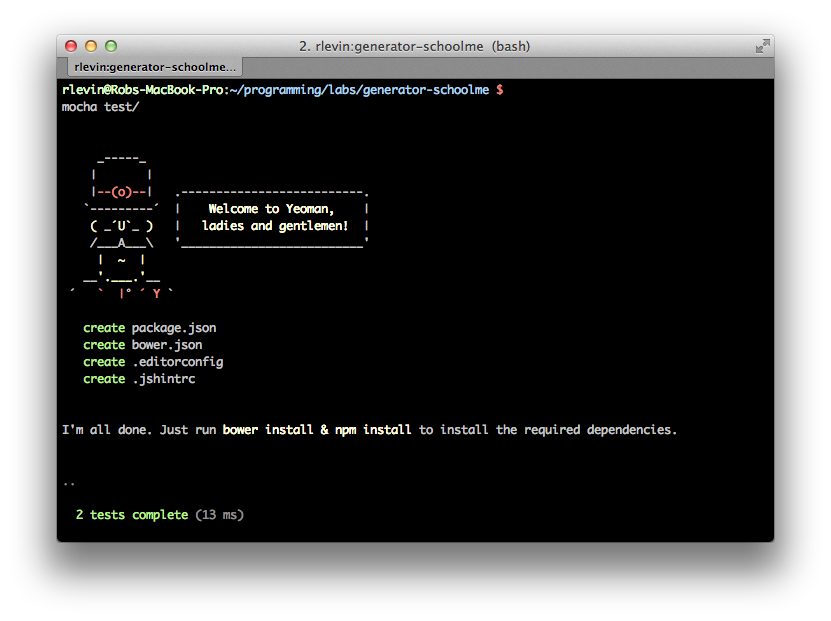 2. rlevin:generator-schoolme (bash)
rlevin:generator-schoolme...
rlevin@Robs-MacBook-Pro:~/programming/labs/generator-schoolme $
mocha test/
     _-----_
    |       |
    |--(o)--|   .--------------------------.
   `---------´  |    Welcome to Yeoman,    |
    ( _´U`_ )   |   ladies and gentlemen!  |
    /___A___\   '__________________________'
     |  ~  |
   __'.___.'__
 ´   `  |° ´ Y `
create package.json
create bower.json
create .editorconfig
create .jshintrc
I'm all done. Just run bower install & npm install to install the required dependencies.
..
2 tests complete (13 ms)